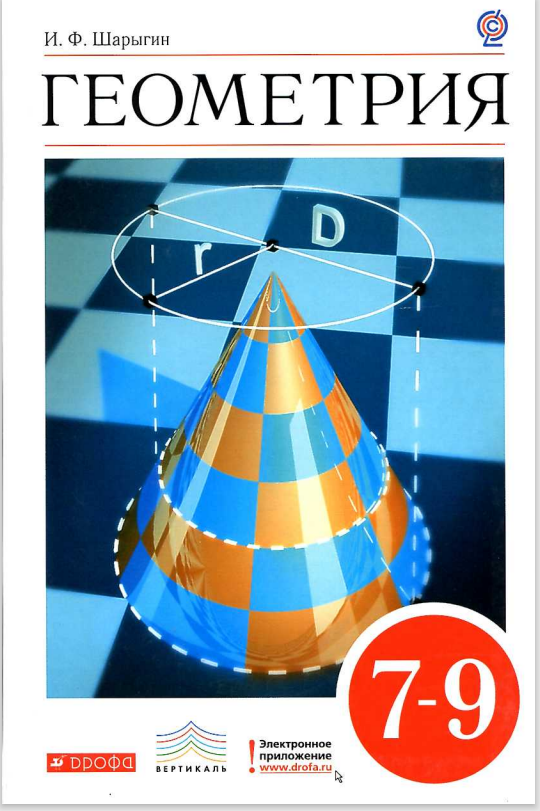 И. Ф. Шарыгин
ГЕОМЕТРИЯ
D
r
7-9
дрофа
ВЕРТИКАЛЬ
! Электронное
приложение
www.drofa.ru